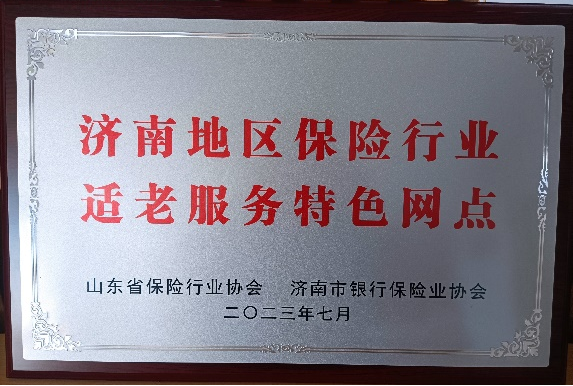 济南地区保险行业
适老服务特色网点
山东省保险行业协会 济南市银行保险业协会
二〇二三年七月